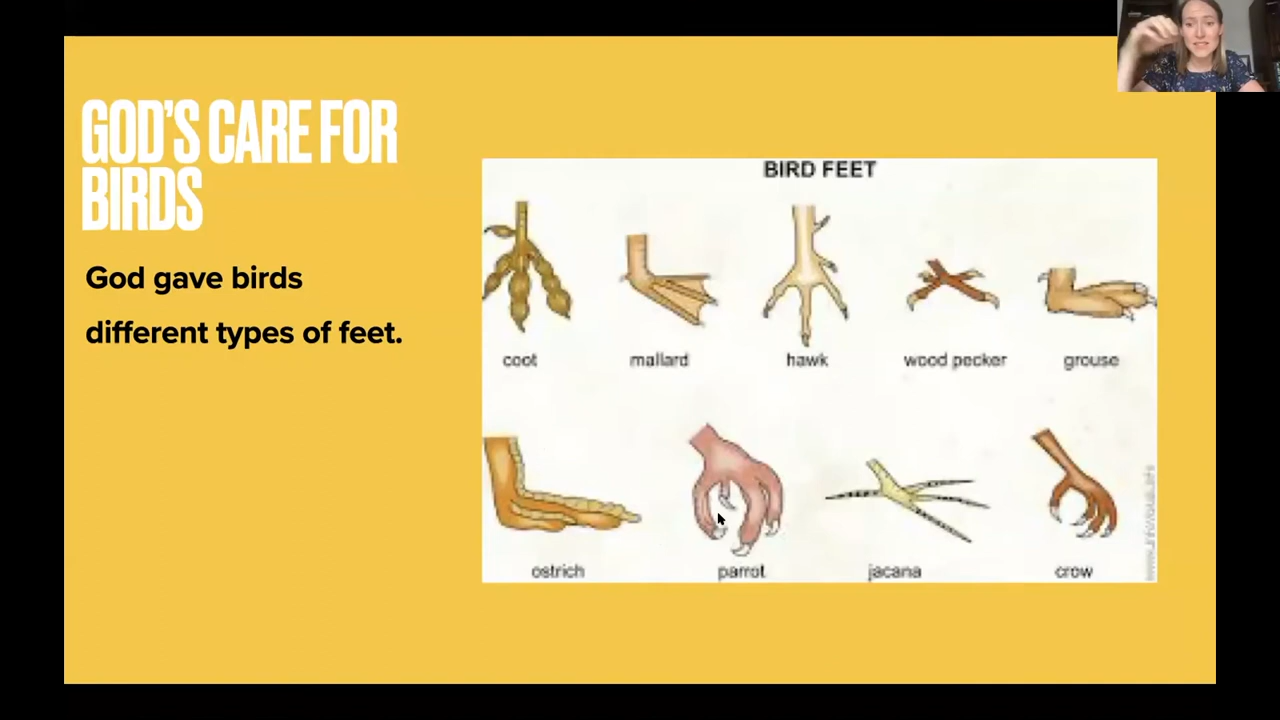 GOD'S CARE FOR
BIRDS
God gave birds
different types of feet.
BIRD FEET
coot mallard hawk wood pecker grouse
ostrich parrot jacana crow